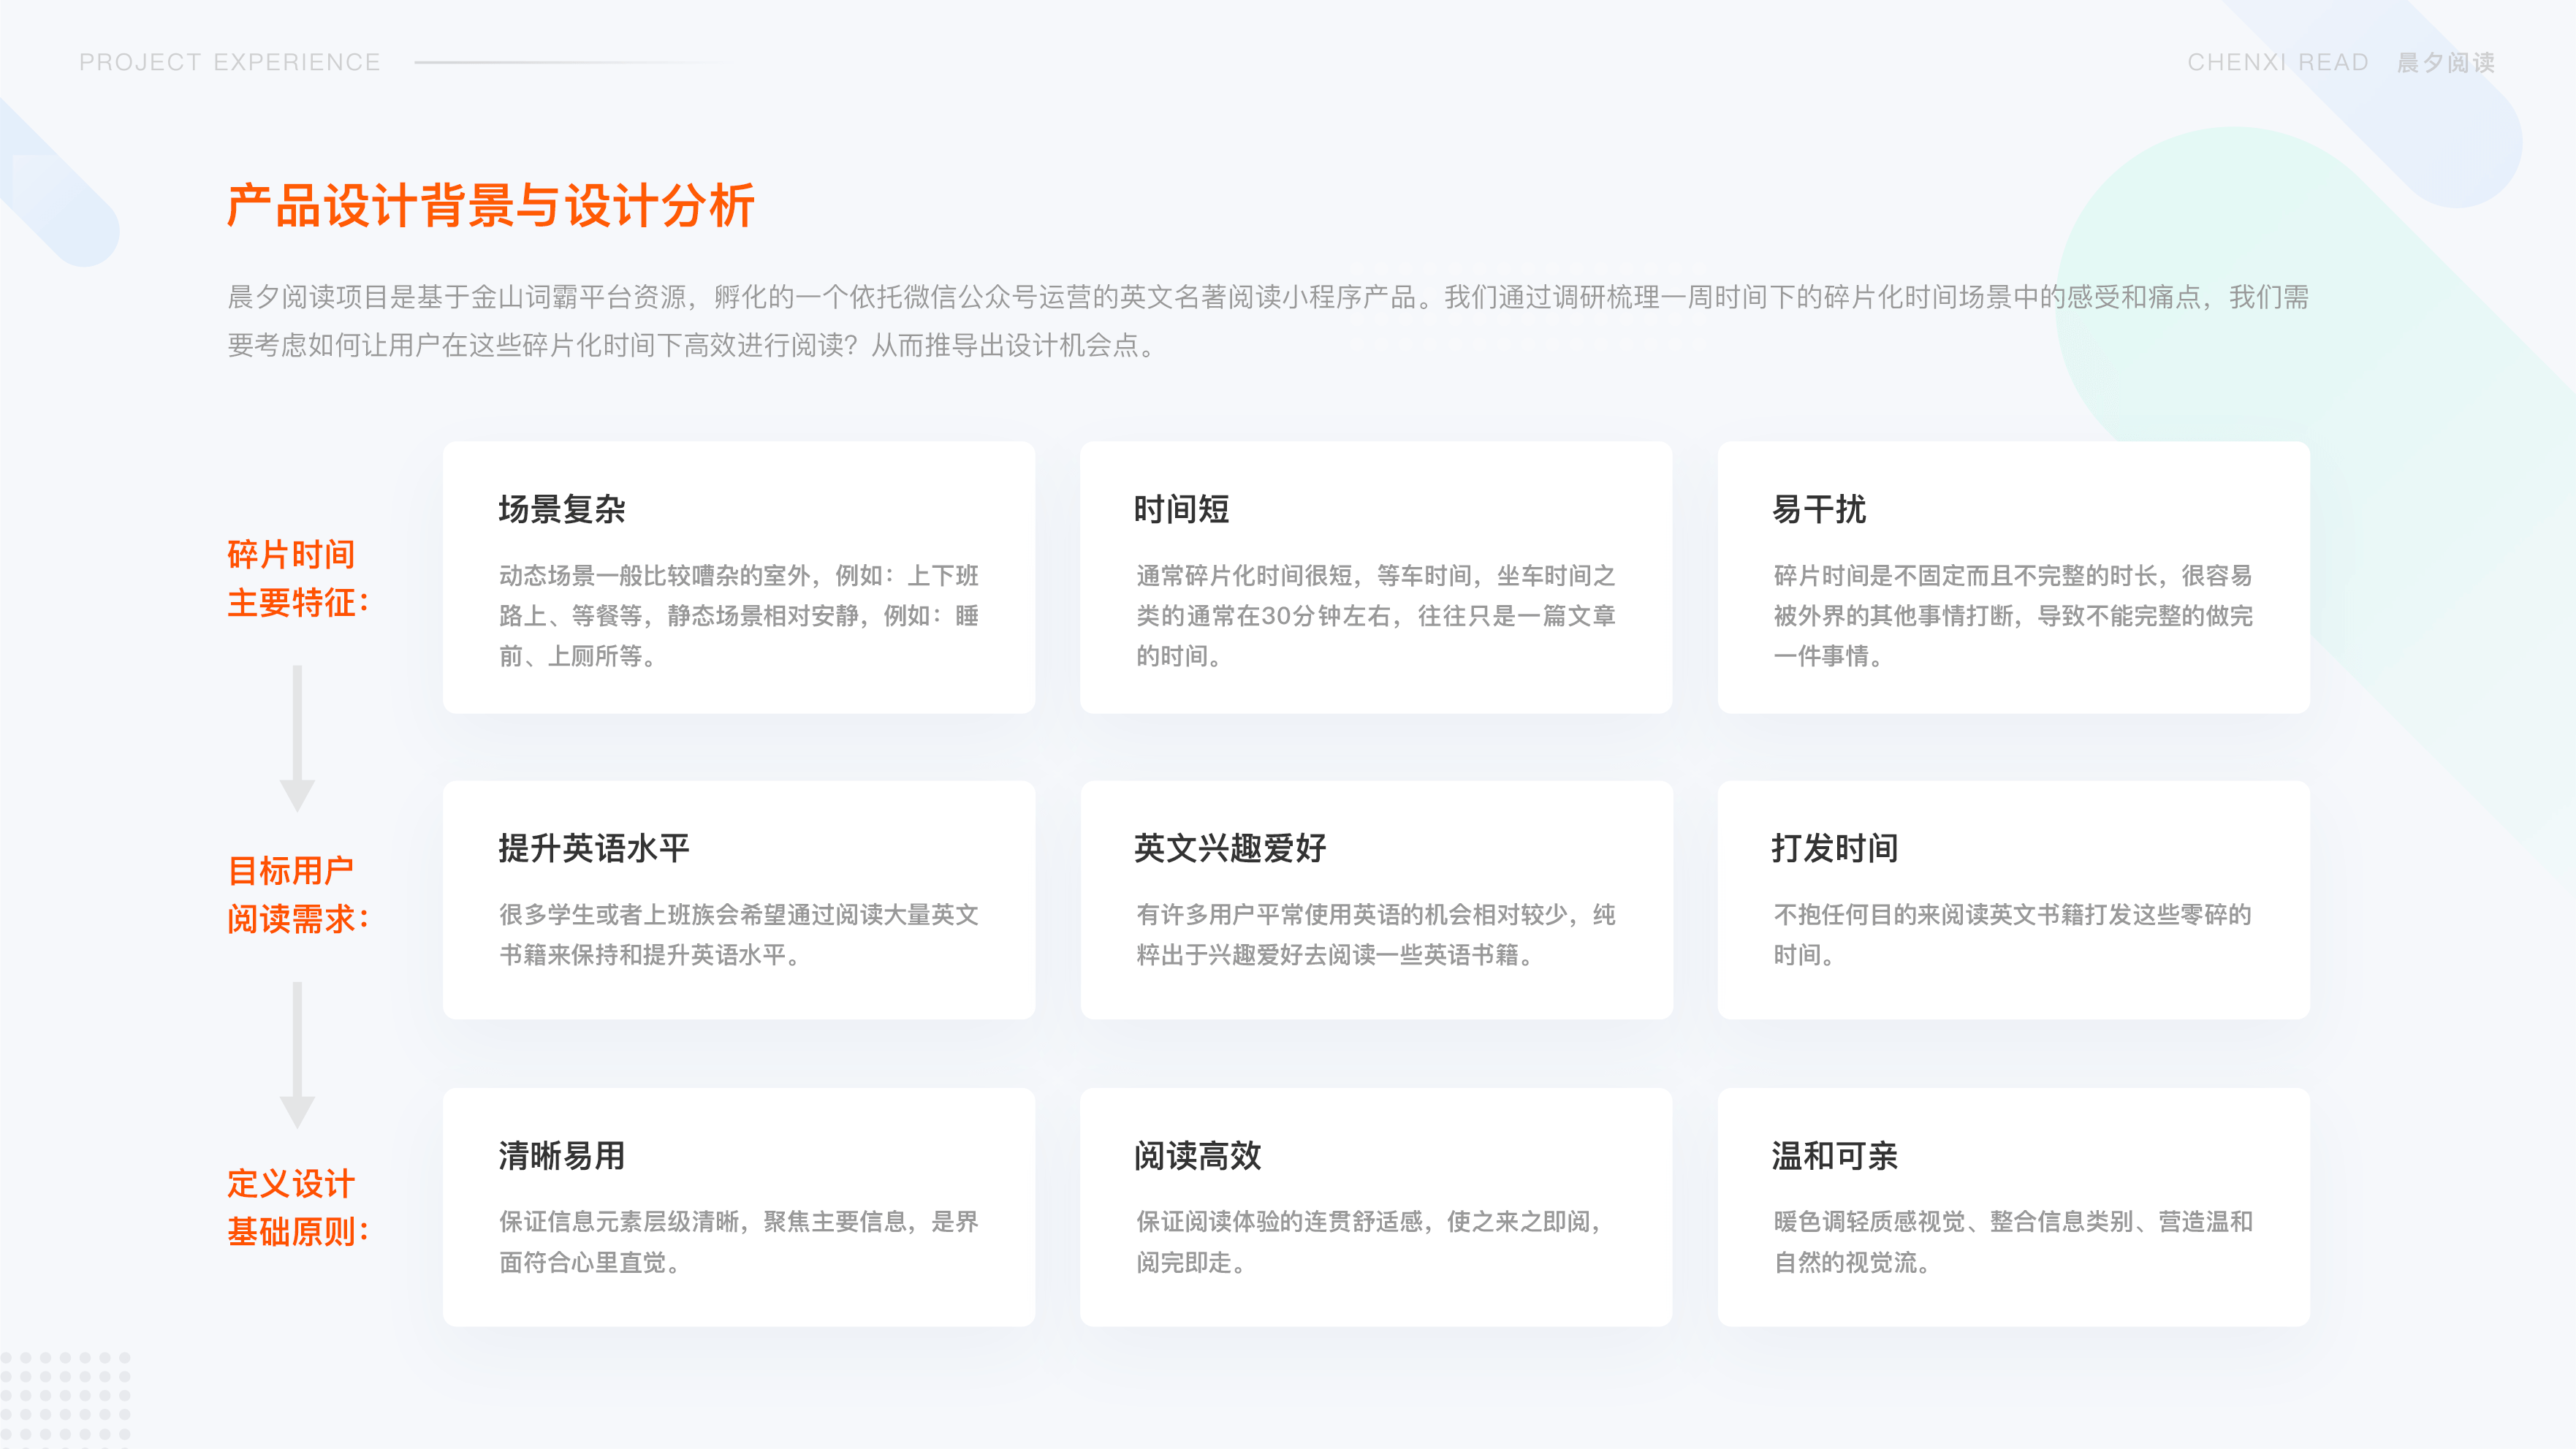 PROJECT EXPERIENCE
CHENXI READ 晨夕阅读
产品设计背景与设计分析
晨夕阅读项目是基于金山词霸平台资源，孵化的一个依托微信公众号运营的英文名著阅读小程序产品。我们通过调研梳理一周时间下的碎片化时间场景中的感受和痛点，我们需
要考虑如何让用户在这些碎片化时间下高效进行阅读？从而推导出设计机会点。
碎片时间
主要特征：
场景复杂
动态场景一般比较嘈杂的室外，例如：上下班
路上、等餐等，静态场景相对安静，例如：睡
前、上厕所等。
时间短
通常碎片化时间很短，等车时间，坐车时间之
类的通常在30分钟左右，往往只是一篇文章
的时间。
易干扰
碎片时间是不固定而且不完整的时长，很容易
被外界的其他事情打断，导致不能完整的做完
一件事情。
目标用户
阅读需求：
提升英语水平
很多学生或者上班族会希望通过阅读大量英文
书籍来保持和提升英语水平。
英文兴趣爱好
有许多用户平常使用英语的机会相对较少，纯
粹出于兴趣爱好去阅读一些英语书籍。
打发时间
不抱任何目的来阅读英文书籍打发这些零碎的
时间。
定义设计
基础原则：
清晰易用
保证信息元素层级清晰，聚焦主要信息，是界
面符合心里直觉。
阅读高效
保证阅读体验的连贯舒适感，使之来之即阅，
阅完即走。
温和可亲
暖色调轻质感视觉、整合信息类别、营造温和
自然的视觉流。